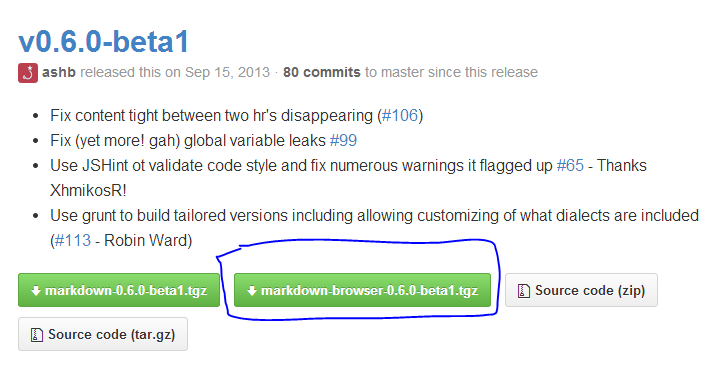 v0.6.0-beta1
ashb released this on Sep 15, 2013 · 80 commits to master since this release
• Fix content tight between two hr's disappearing (#106)
• Fix (yet more! gah) global variable leaks #99
• Use JSHint ot validate code style and fix numerous warnings it flagged up #65 - Thanks
XhmikosR!
• Use grunt to build tailored versions including allowing customizing of what dialects are included
(#113 - Robin Ward)
markdown-0.6.0-beta1.tgz markdown-browser-0.6.0-beta1.tgz Source code (zip)
Source code (tar.gz)